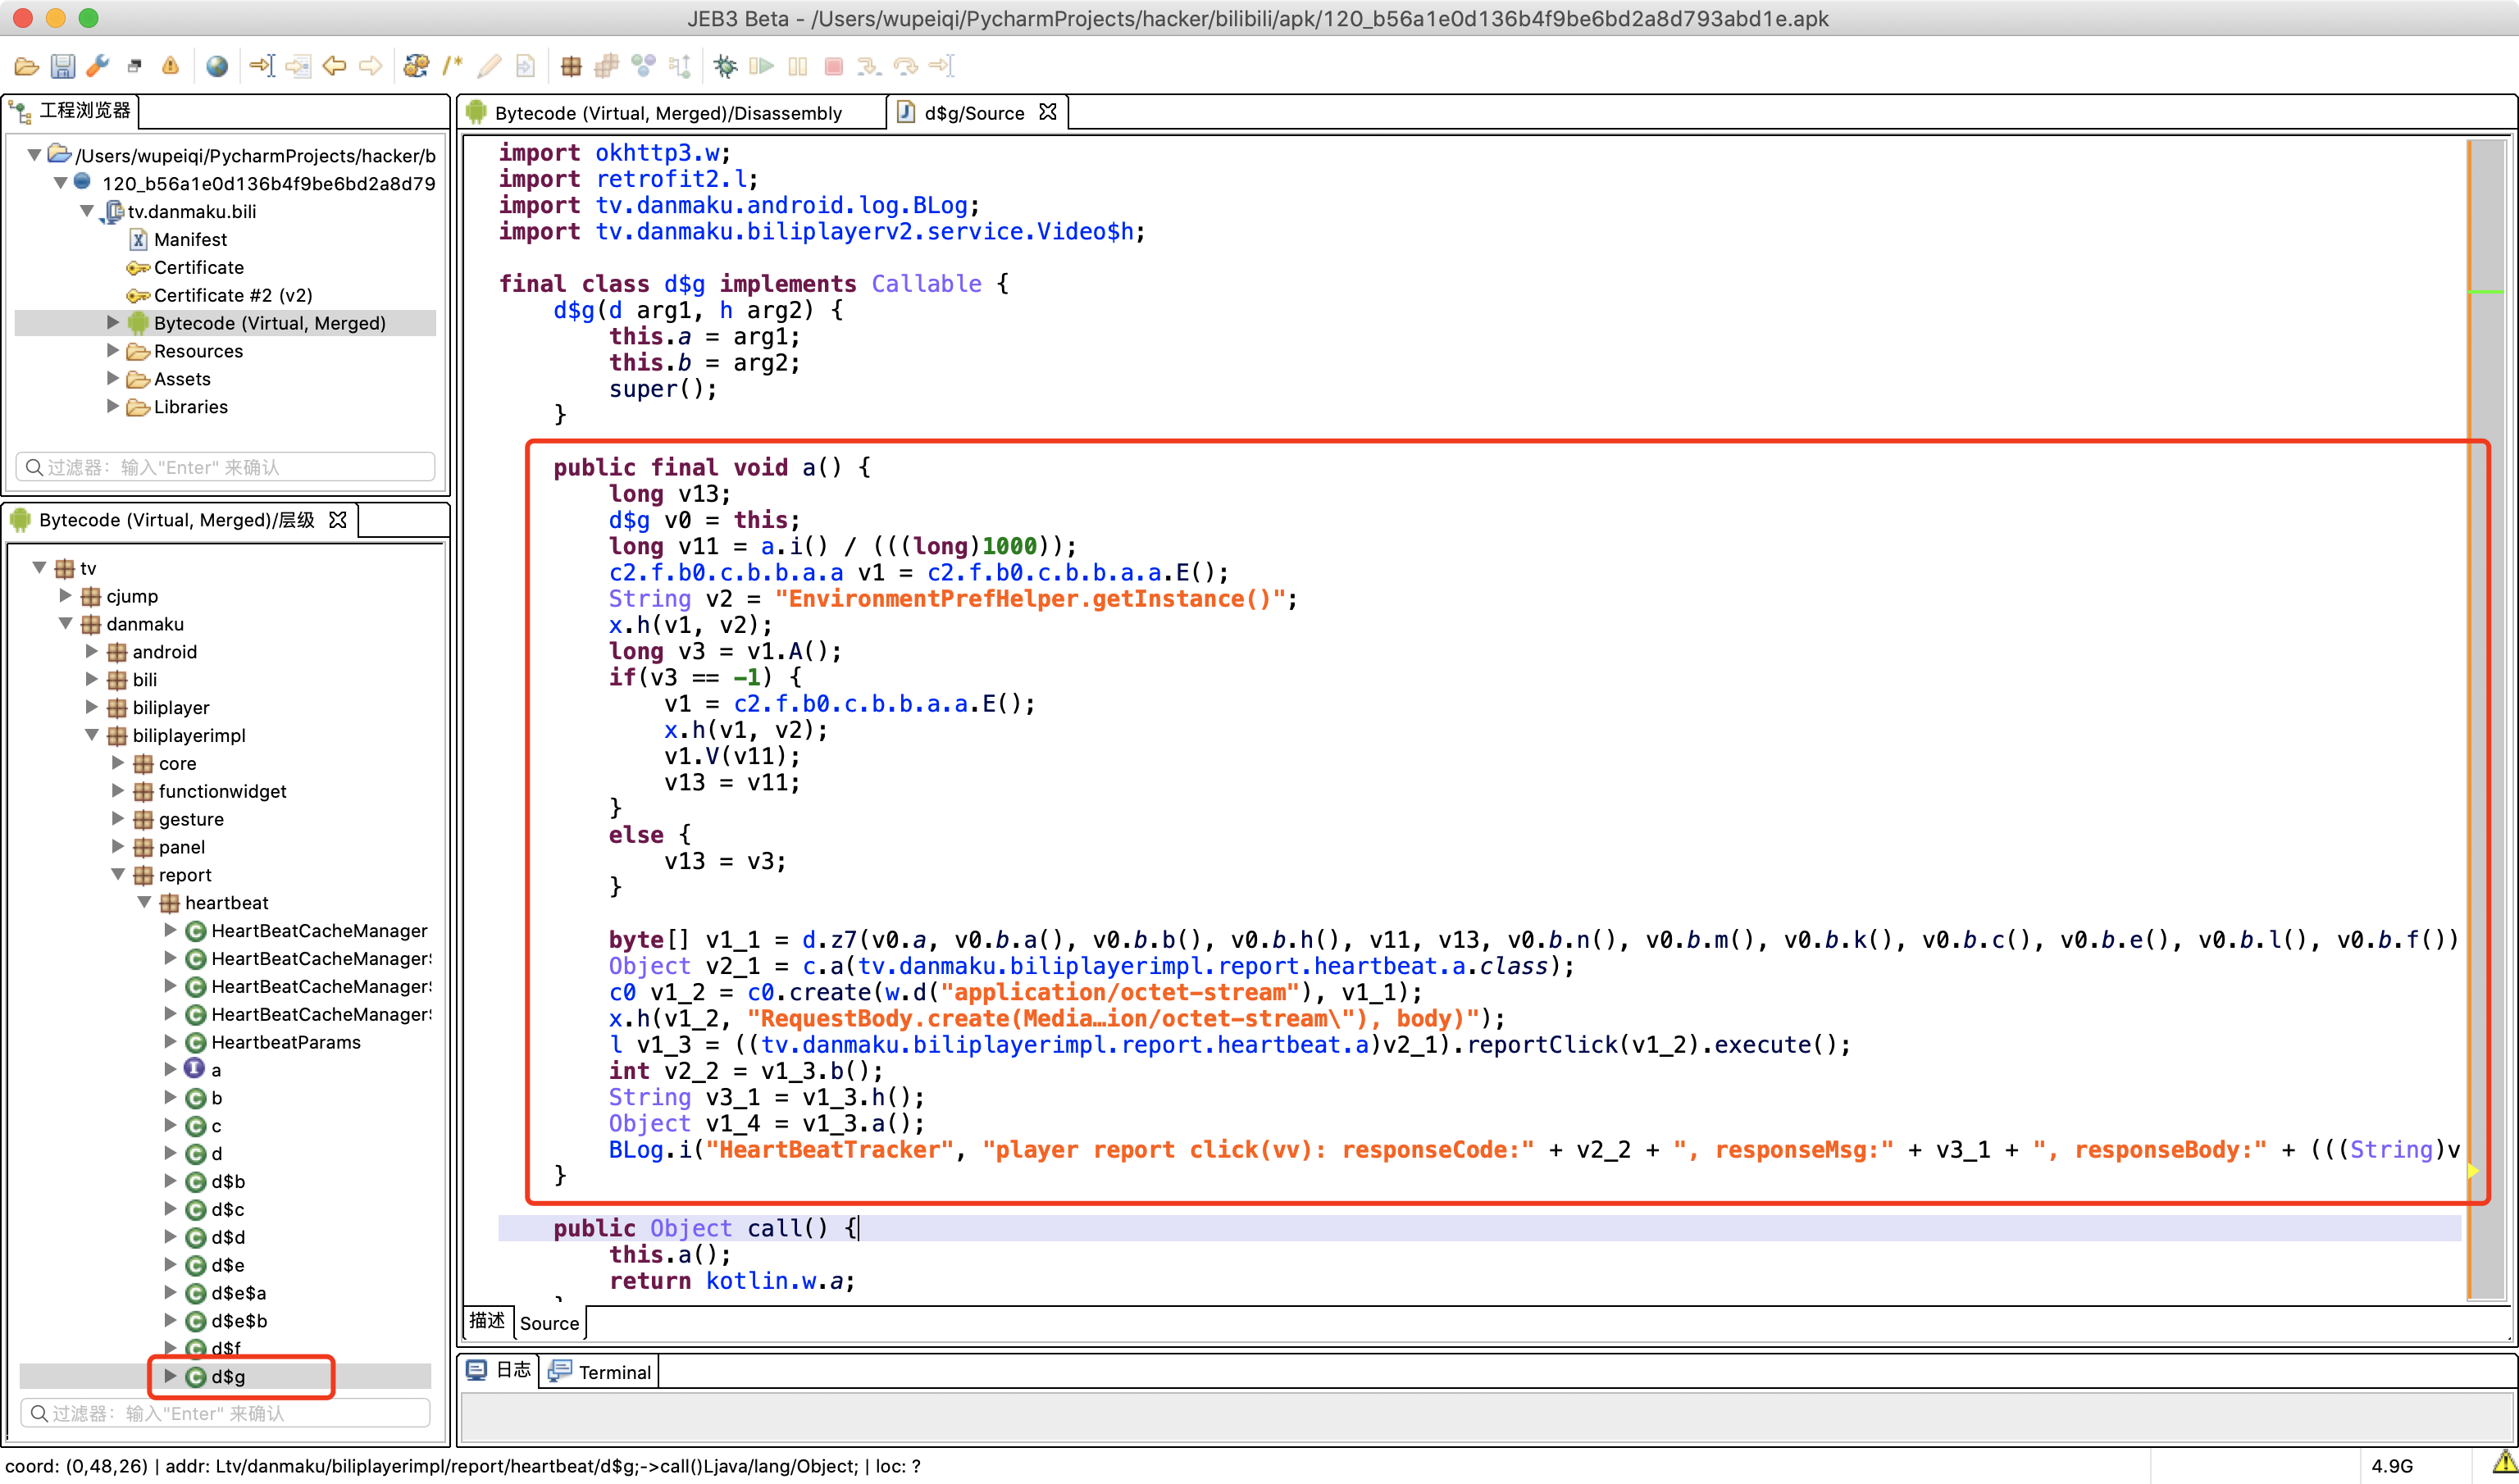 JEB3 Beta - /Users/wupeiqi/PycharmProjects/hacker/bilibili/apk/120_b56a1e0d136b4f9be6bd2a8d793abd1e.apk
工程浏览器
/Users/wupeiqi/PycharmProjects/hacker/b
120_b56a1e0d136b4f9be6bd2a8d79
tv.danmaku.bili
Manifest
Certificate
Certificate #2 (v2)
Bytecode (Virtual, Merged)
Resources
Assets
Libraries
过滤器：输入"Enter" 来确认
Bytecode (Virtual, Merged)/层级
tv
cjump
danmaku
android
bili
biliplayer
biliplayerimpl
core
functionwidget
gesture
panel
report
heartbeat
HeartBeatCacheManager
HeartBeatCacheManager
HeartBeatCacheManager
HeartBeatCacheManager
HeartbeatParams
a
b
c
d
d$b
d$c
d$d
d$e
d$e$a
d$e$b
d$f
d$g
过滤器：输入"Enter" 来确认
Bytecode (Virtual, Merged)/Disassembly
d$g/Source
import okhttp3.w;
import retrofit2.l;
import tv.danmaku.android.log.BLog;
import tv.danmaku.biliplayerv2.service.Video$h;
final class d$g implements Callable {
d$g(d arg1, h arg2) {
this.a = arg1;
this.b = arg2;
super();
}
public final void a() {
long v13;
d$g v0 = this;
long v11 = a.i() / (((long)1000));
c2.f.b0.c.b.b.a.a v1 = c2.f.b0.c.b.b.a.a.E();
String v2 = "EnvironmentPrefHelper.getInstance()";
x.h(v1, v2);
long v3 = v1.A();
if(v3 == -1) {
v1 = c2.f.b0.c.b.b.a.a.E();
x.h(v1, v2);
v1.V(v11);
v13 = v11;
}
else {
v13 = v3;
}
byte[] v1_1 = d.z7(v0.a, v0.b.a(), v0.b.b(), v0.b.h(), v11, v13, v0.b.n(), v0.b.m(), v0.b.k(), v0.b.c(), v0.b.e(), v0.b.l(), v0.b.f())
Object v2_1 = c.a(tv.danmaku.biliplayerimpl.report.heartbeat.a.class);
c0 v1_2 = c0.create(w.d("application/octet-stream"), v1_1);
x.h(v1_2, "RequestBody.create(Media…ion/octet-stream\"), body)");
l v1_3 = ((tv.danmaku.biliplayerimpl.report.heartbeat.a)v2_1).reportClick(v1_2).execute();
int v2_2 = v1_3.b();
String v3_1 = v1_3.h();
Object v1_4 = v1_3.a();
BLog.i("HeartBeatTracker", "player report click(vv): responseCode:" + v2_2 + ", responseMsg:" + v3_1 + ", responseBody:" + (((String)v
}
public Object call() {
this.a();
return kotlin.w.a;
描述
Source
日志
Terminal
coord: (0,48,26) | addr: Ltv/danmaku/biliplayerimpl/report/heartbeat/d$g;->call()Ljava/lang/Object; | loc: ?
4.9G